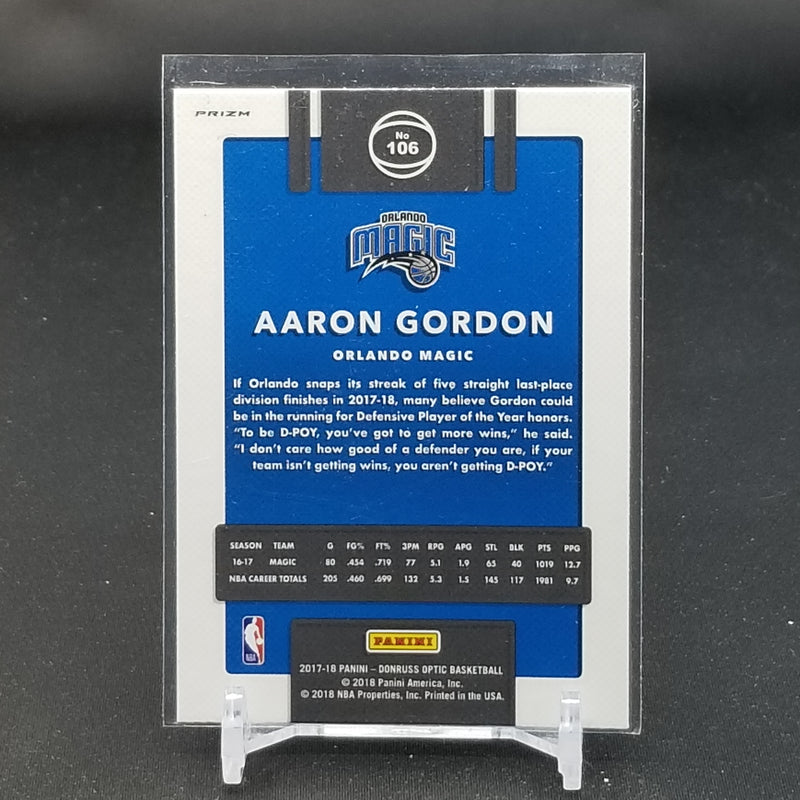 PRIZM
No
106
ORLANDO
MAGIC
AARON GORDON
ORLANDO MAGIC
If Orlando snaps its streak of five straight last-place
division finishes in 2017-18, many believe Gordon could
be in the running for Defensive Player of the Year honors.
“To be D-POY, you’ve got to get more wins,” he said.
“I don’t care how good of a defender you are, if your
team isn’t getting wins, you aren’t getting D-POY.”
SEASON TEAM G FG% FT% 3PM RPG APG STL BLK PTS PPG
16-17 MAGIC 80 .454 .719 77 5.1 1.9 65 40 1019 12.7
NBA CAREER TOTALS 205 .460 .699 132 5.3 1.5 145 117 1981 9.7
NBA
PANINI
2017-18 PANINI – DONRUSS OPTIC BASKETBALL
© 2018 Panini America, Inc.
© 2018 NBA Properties, Inc. Printed in the USA.